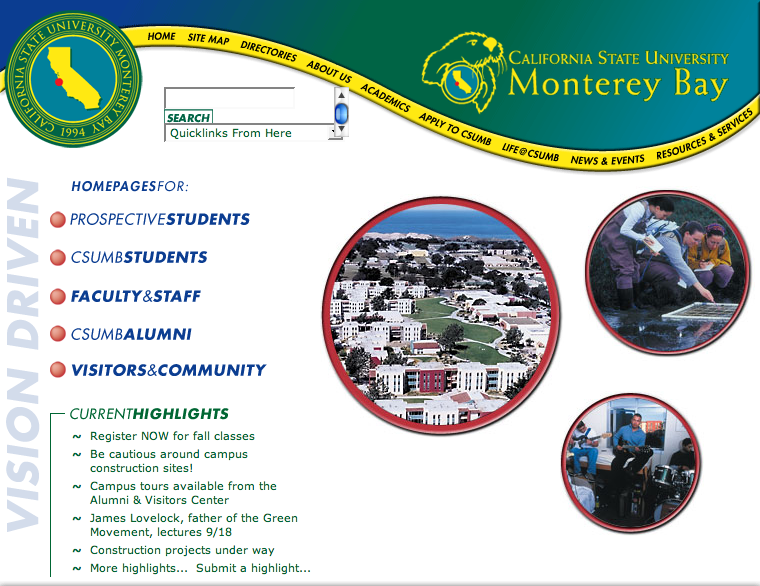 CALIFORNIA STATE UNIVERSITY MONTEREY BAY
1994
HOME SITE MAP DIRECTORIES ABOUT US ACADEMICS APPLY TO CSUMB LIFE@CSUMB NEWS & EVENTS RESOURCES & SERVICES
CALIFORNIA STATE UNIVERSITY
Monterey Bay
SEARCH
Quicklinks From Here
VISION DRIVEN
HOMEPAGESFOR:
PROSPECTIVESTUDENTS
CSUMBSTUDENTS
FACULTY&STAFF
CSUMBALUMNI
VISITORS&COMMUNITY
CURRENTHIGHLIGHTS
~ Register NOW for fall classes
~ Be cautious around campus
construction sites!
~ Campus tours available from the
Alumni & Visitors Center
~ James Lovelock, father of the Green
Movement, lectures 9/18
~ Construction projects under way
~ More highlights... Submit a highlight...